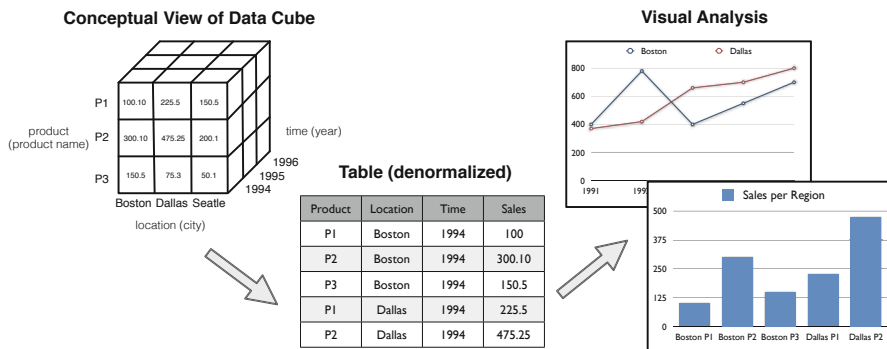 Conceptual View of Data Cube
P1 100.10 225.5 150.5
P2 300.10 475.25 200.1
P3 150.5 75.3 50.1
product
(product name)
time (year)
1996
1995
1994
Boston Dallas Seatle
location (city)
Table (denormalized)
Product Location Time Sales
P1 Boston 1994 100
P2 Boston 1994 300.10
P3 Boston 1994 150.5
P1 Dallas 1994 225.5
P2 Dallas 1994 475.25
Visual Analysis
Boston Dallas
800
600
400
200
0
1991
Sales per Region
500
375
250
125
0
Boston P1 Boston P2 Boston P3 Dallas P1 Dallas P2